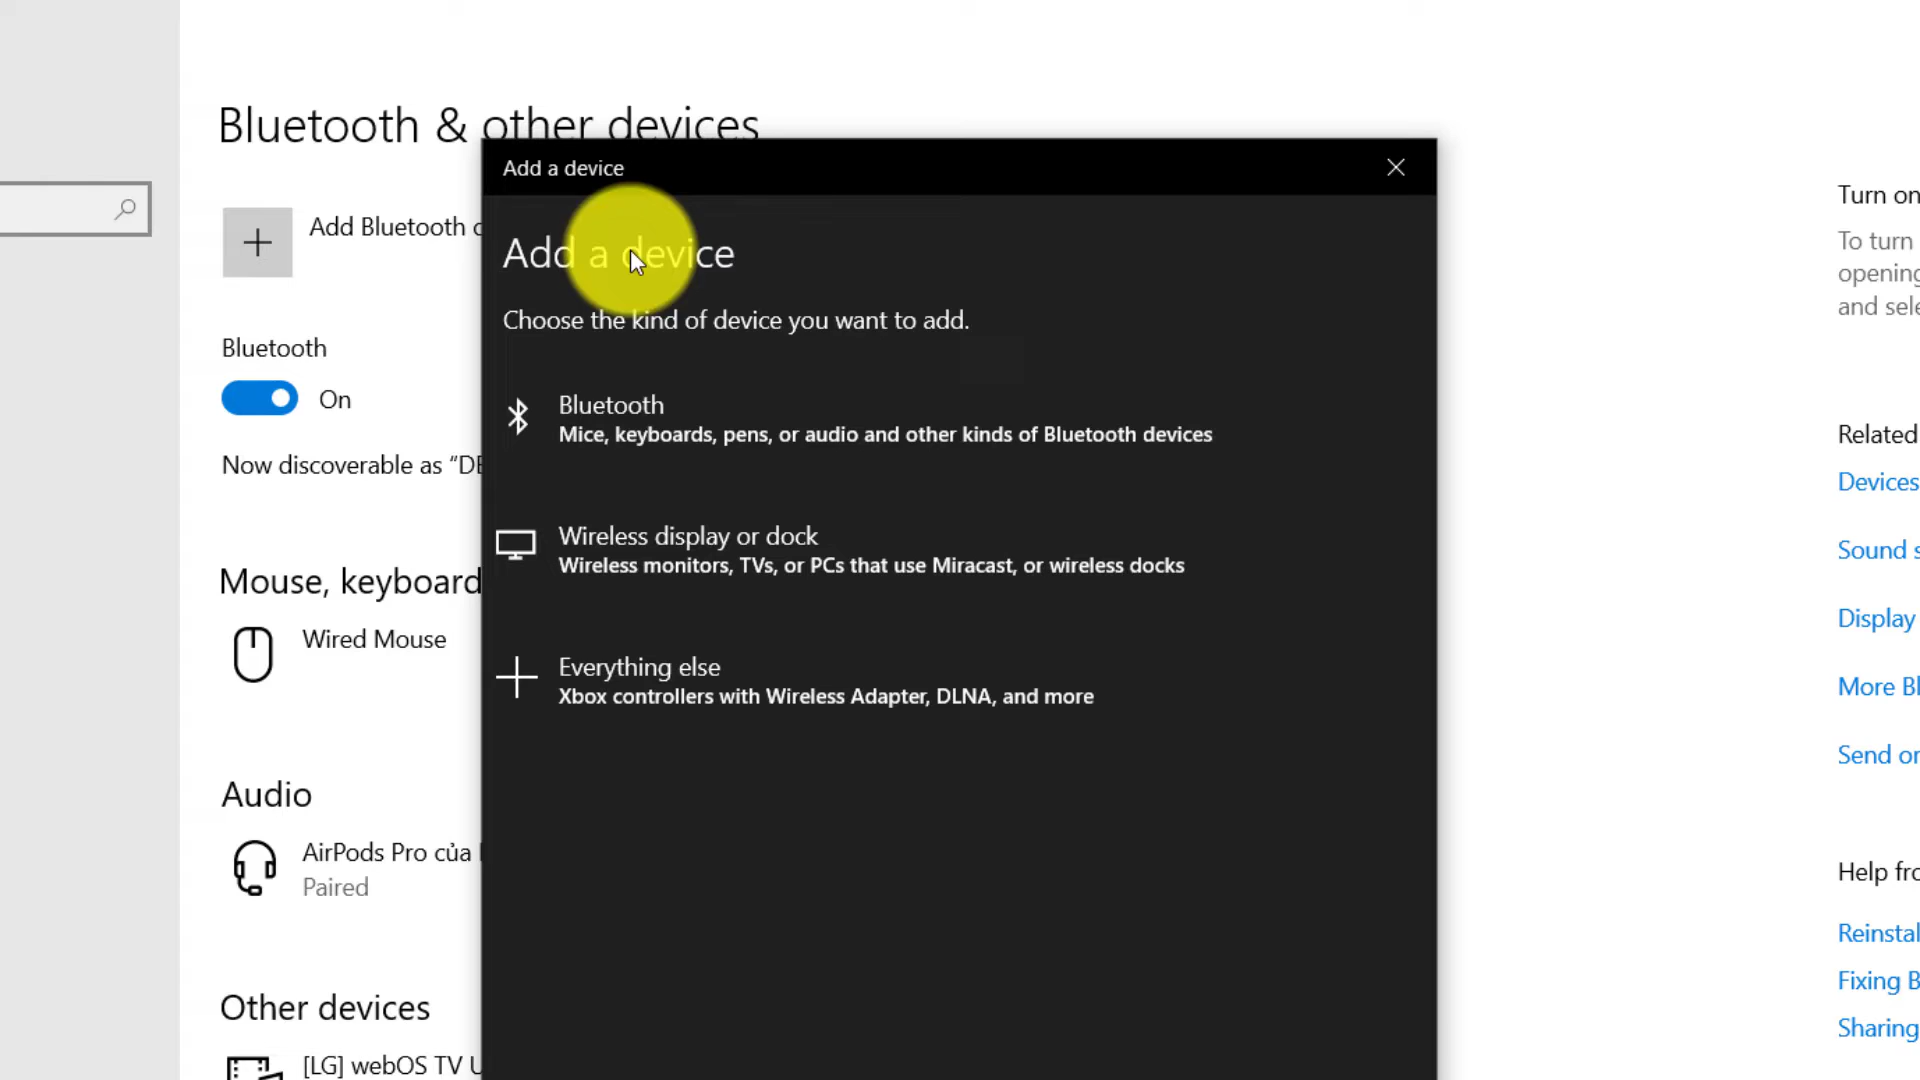 Bluetooth & other devices
Add a device
Add Bluetooth
Add a device
Choose the kind of device you want to add.
Bluetooth
On
Now discoverable as “DE
Bluetooth
Mice, keyboards, pens, or audio and other kinds of Bluetooth devices
Wireless display or dock
Wireless monitors, TVs, or PCs that use Miracast, or wireless docks
Everything else
Xbox controllers with Wireless Adapter, DLNA, and more
Mouse, keyboard
Wired Mouse
Audio
AirPods Pro của
Paired
Other devices
[LG] webOS TV U
Turn on
To turn
opening
and sele
Related
Devices
Sound s
Display
More Bl
Send or
Help fro
Reinstal
Fixing B
Sharing